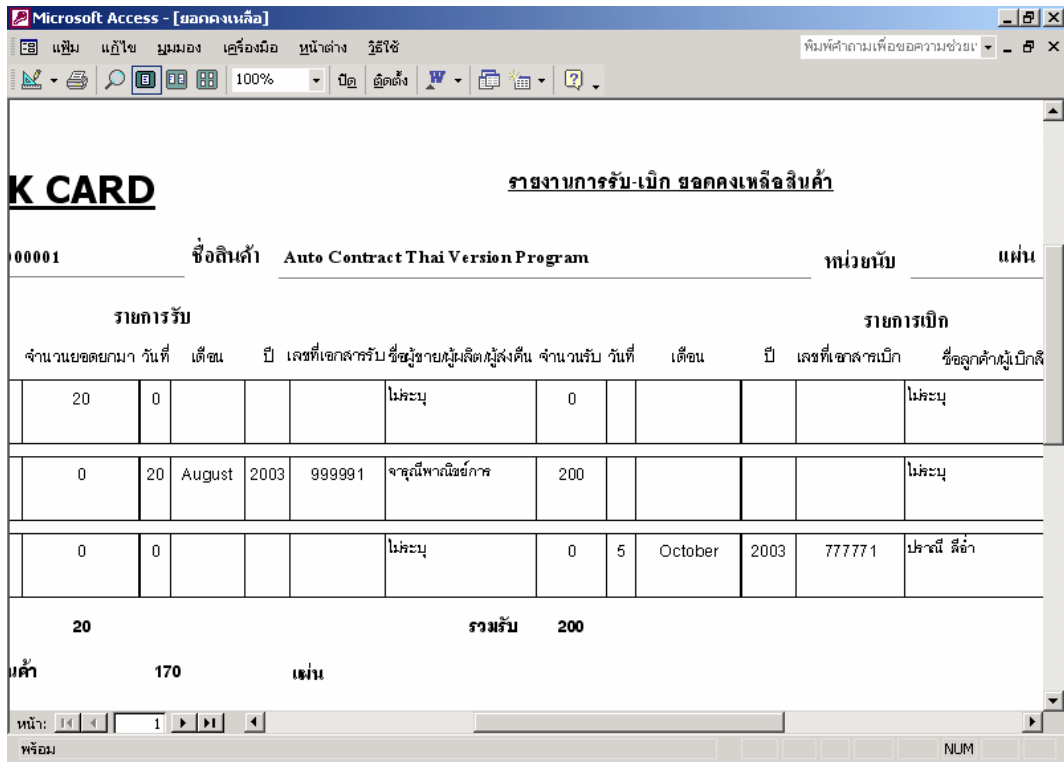 Microsoft Access - [ยอดคงเหลือ]
แฟ้ม แก้ไข มุมมอง เครื่องมือ หน้าต่าง วิธีใช้ พิมพ์คำถามเพื่อขอความช่วยเ
100% ปิด ติดตั้ง
K CARD รายงานการรับ-เบิก ยอดคงเหลือสินค้า
00001 ชื่อสินค้า Auto Contract Thai Version Program หน่วยนับ แผ่น
รายการรับ รายการเบิก
จำนวนยอดยกมา วันที่ เดือน ปี เลขที่เอกสารรับ ชื่อผู้ขาย/ผู้ผลิต/ผู้ส่งคืน จำนวนรับ วันที่ เดือน ปี เลขที่เอกสารเบิก ชื่อลูกค้า/ผู้เบิกสิ
20 0 ไม่ระบุ 0 ไม่ระบุ
0 20 August 2003 999991 จารุณีพาณิชย์การ 200 ไม่ระบุ
0 0 ไม่ระบุ 0 5 October 2003 777771 ปราณี ลีอ่ำ
20 รวมรับ 200
นค้า 170 แผ่น
หน้า: 1
พร้อม NUM